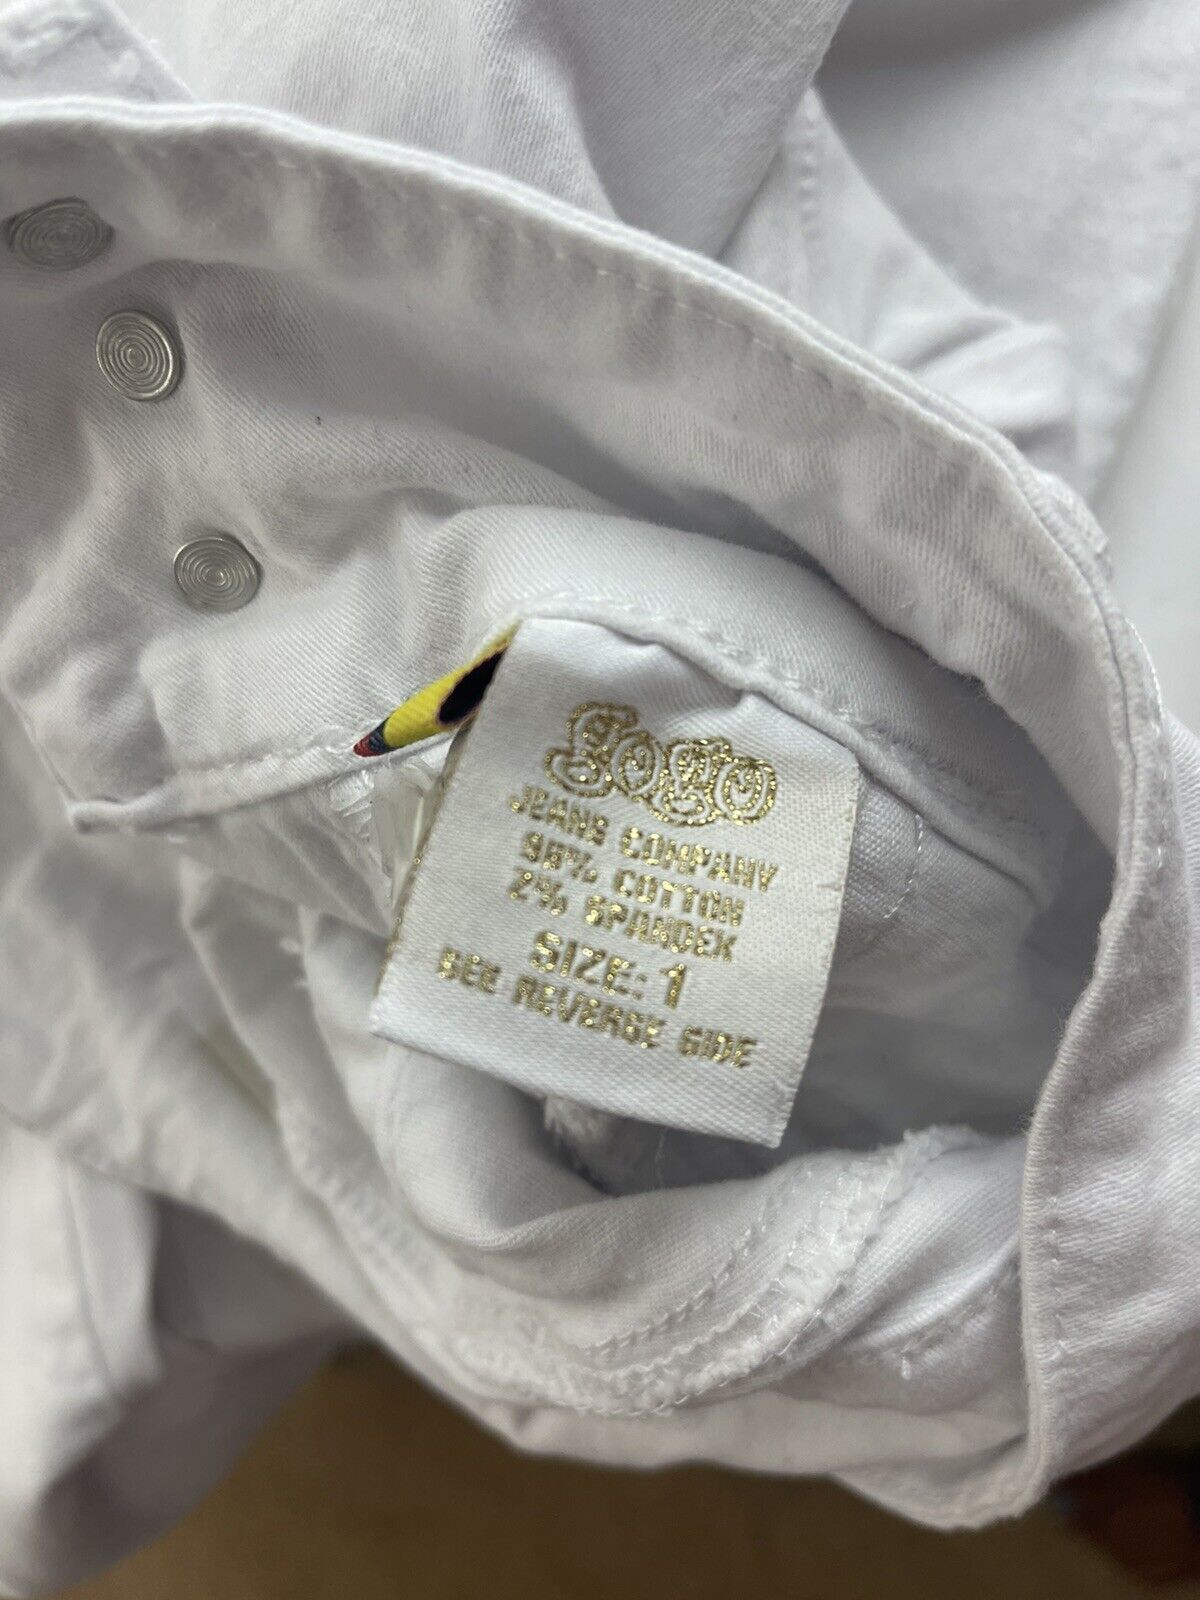 GoGo
JEANS COMPANY
98% COTTON
2% SPANDEX
SIZE: 1
SEE REVERSE SIDE